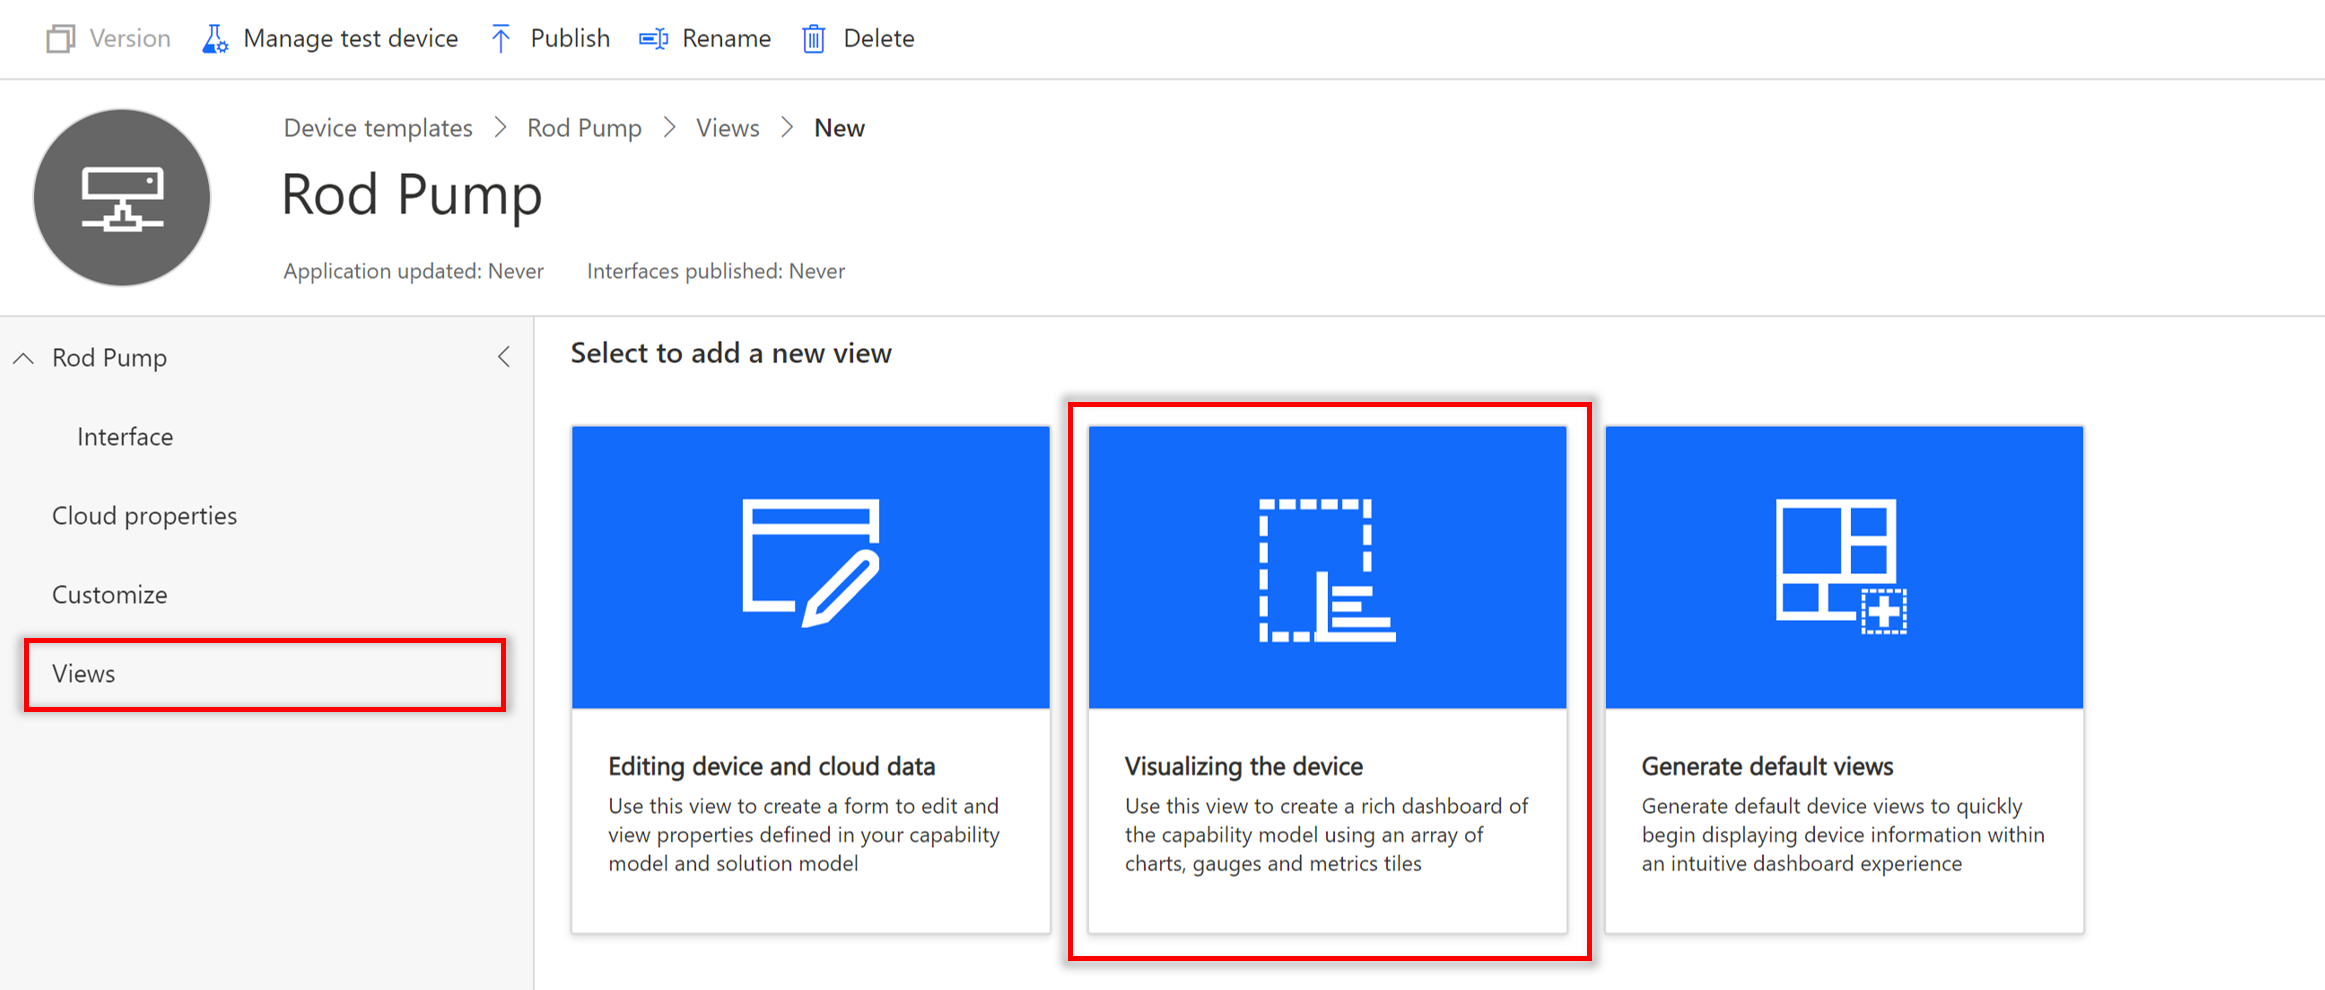 Version Manage test device Publish Rename Delete
Device templates Rod Pump Views New
Rod Pump
Application updated: Never Interfaces published: Never
Rod Pump
Interface
Cloud properties
Customize
Views
Select to add a new view
Editing device and cloud data
Use this view to create a form to edit and
view properties defined in your capability
model and solution model
Visualizing the device
Use this view to create a rich dashboard of
the capability model using an array of
charts, gauges and metrics tiles
Generate default views
Generate default device views to quickly
begin displaying device information within
an intuitive dashboard experience